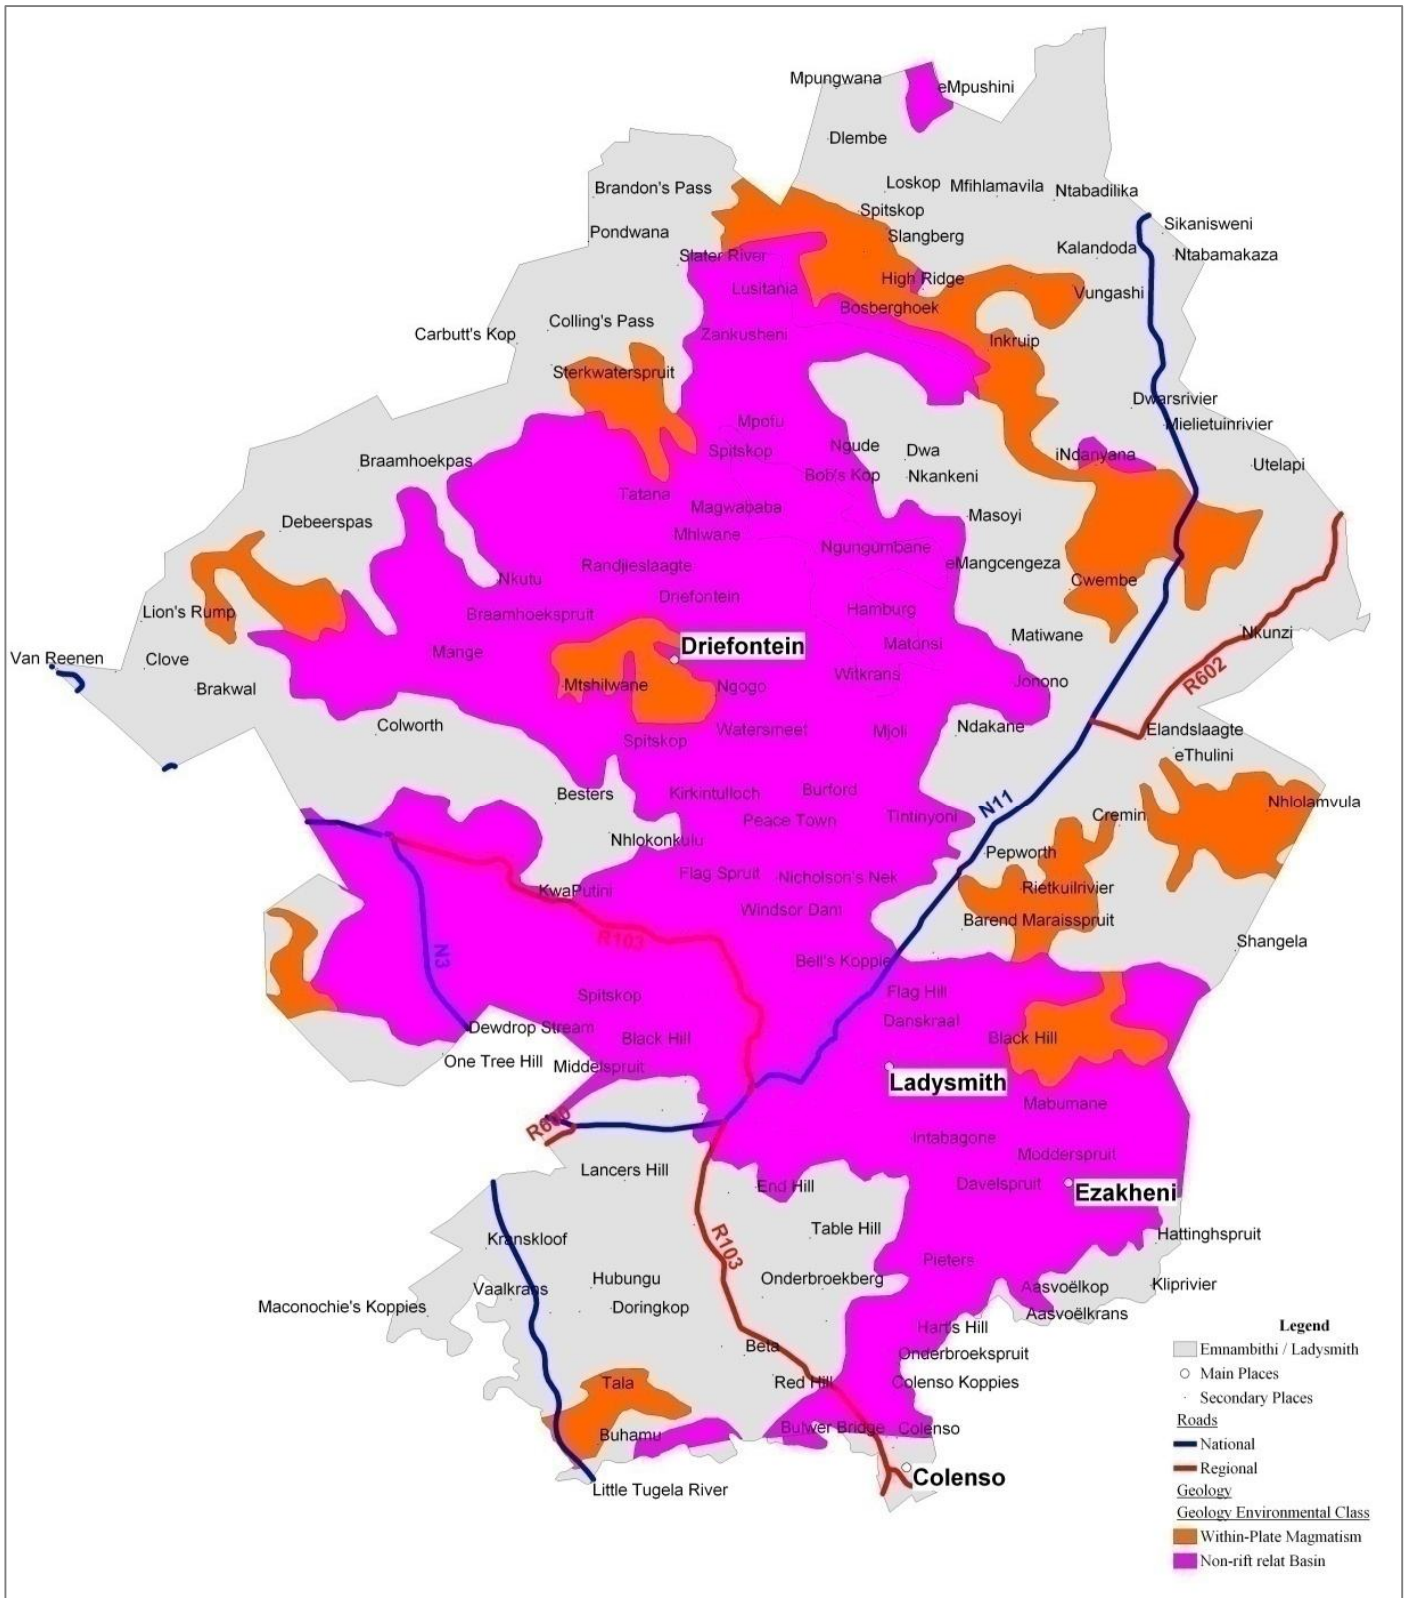 Mpungwana
eMpushini
Dlembe
Loskop
Mfihlamavila
Ntabadilika
Brandon's Pass
Spitskop
Sikanisweni
Pondwana
Slangberg
Kalandoda
Ntabamakaza
Slater River
High Ridge
Lusitania
Vungashi
Bosberghoek
Colling's Pass
Carbutt's Kop
Zankusheni
Inkruip
Sterkwaterspruit
Dwarsrivier
Mpofu
Mielietuinrivier
Spitskop
Ngude
Dwa
iNdanyana
Braamhoekpas
Utelapi
Bob's Kop
Nkankeni
Tatana
Magwababa
Masoyi
Debeerspas
Mhlwane
Ngungumbane
eMangcengeza
Randjieslaagte
Nkutu
Cwembe
Driefontein
Lion's Rump
Braamhoekspruit
Hamburg
Nkunzi
Matiwane
Matonsi
Driefontein
Van Reenen
Clove
Mange
Witkrans
R602
Brakwal
Mtshilwane
Ngogo
Jonono
Colworth
Watersmeet
Mjoli
Ndakane
Elandslaagte
Spitskop
eThulini
Besters
Kirkintulloch
Burford
N11
Nhlolamvula
Peace Town
Tintinyoni
Cremin
Nhlokonkulu
Pepworth
Flag Spruit
Nicholson's Nek
KwaPutini
Rietkuilrivier
Windsor Dam
Barend Maraisspruit
R103
Shangela
N3
Bell's Koppie
Spitskop
Flag Hill
Dewdrop Stream
Danskraal
Black Hill
Black Hill
One Tree Hill
Middelspruit
Ladysmith
Mabumane
Intabagone
Modderspruit
Lancers Hill
End Hill
Davelspruit
Ezakheni
Table Hill
Kranskloof
R103
Hattinghspruit
Pieters
Vaalkrans
Hubungu
Onderbroekberg
Aasvoëlkop
Kliprivier
Maconochie's Koppies
Doringkop
Aasvoëlkrans
Hart's Hill
Beta
Onderbroekspruit
Tala
Red Hill
Colenso Koppies
Buhamu
Bulwer Bridge
Colenso
Colenso
Little Tugela River
Legend
Emnambithi / Ladysmith
Main Places
Secondary Places
Roads
National
Regional
Geology
Geology Environmental Class
Within-Plate Magmatism
Non-rift relat Basin